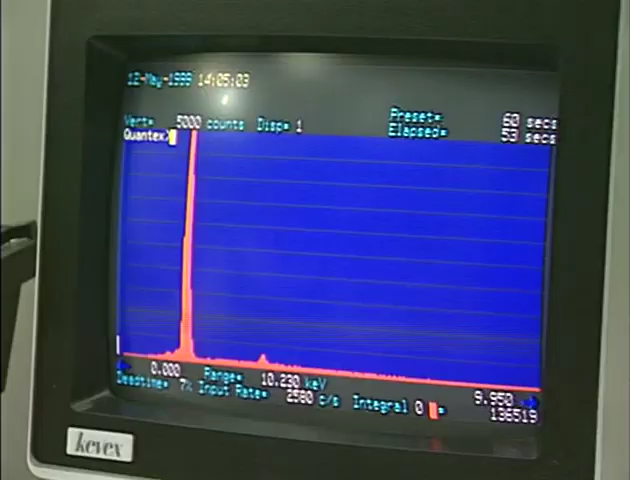 12-May-1999 14:05:03
Vert= 5000 counts Disp= 1 Preset= 60 secs
Quantex> Elapsed= 53 secs
0.000 Range= 10.230 keV 9.950
Deadtime= 7% Input Rate= 2580 c/s Integral 0 = 136519
kevex